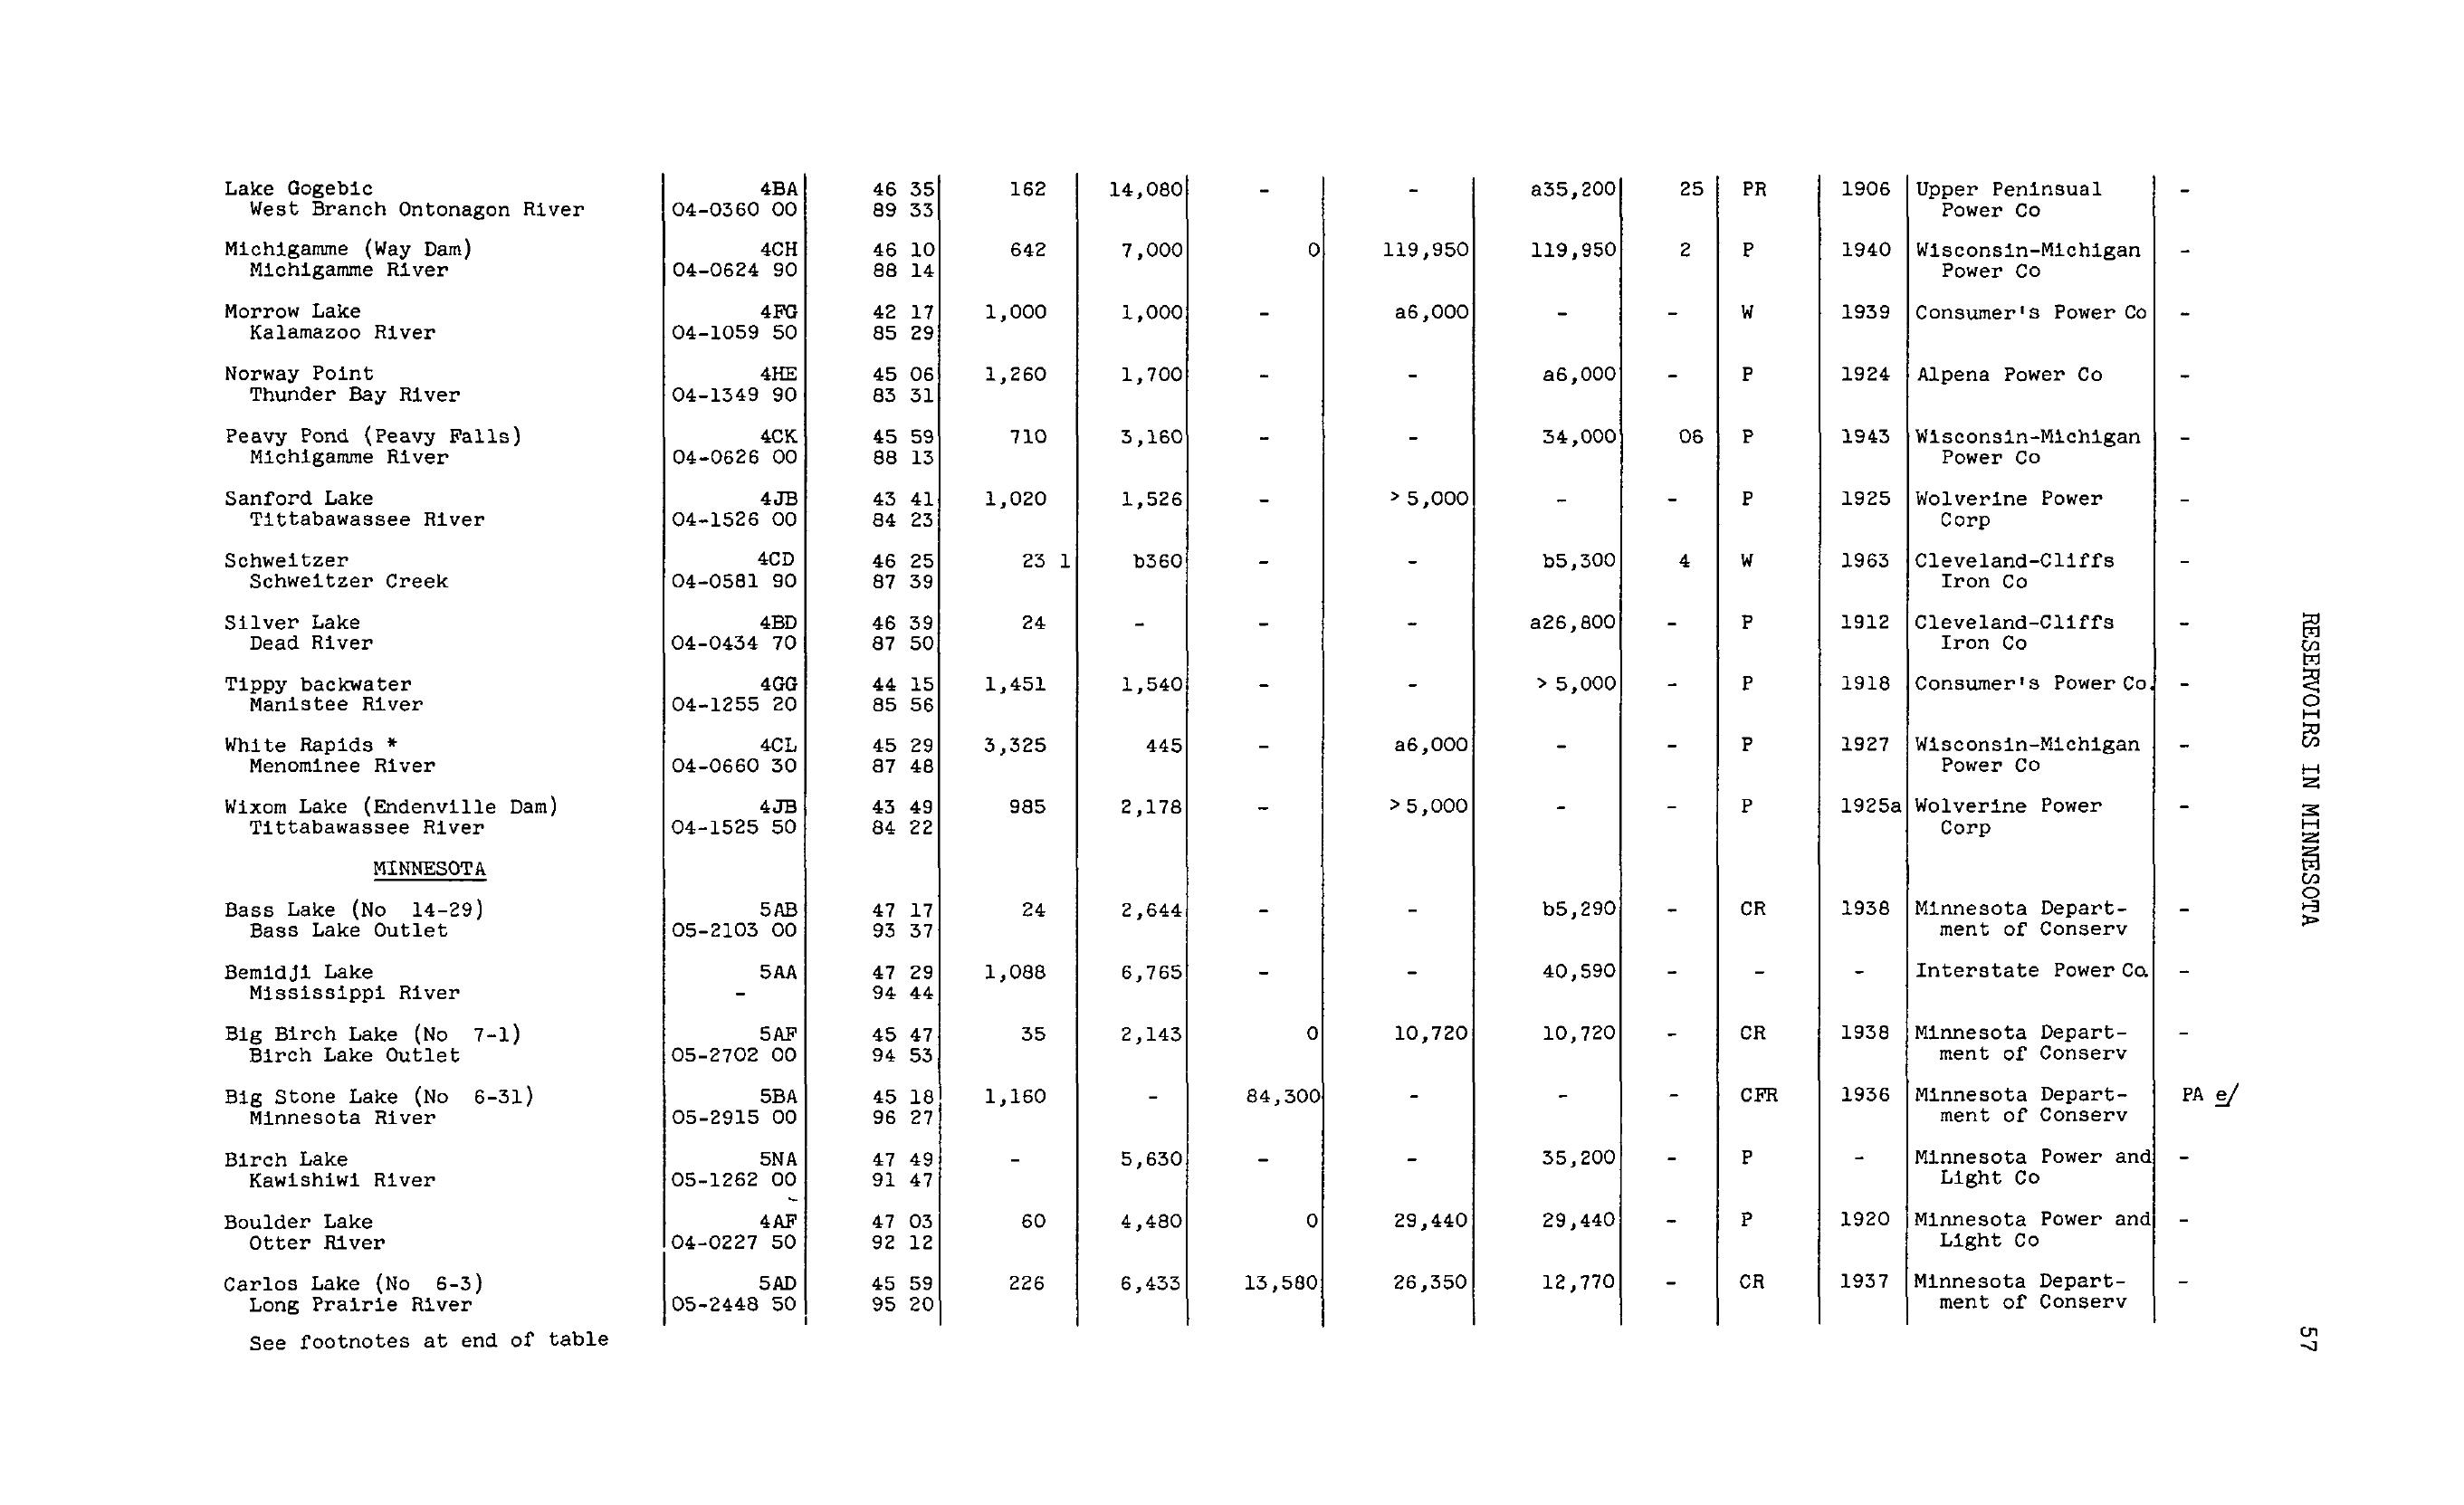 Lake Gogebic 4BA 46 35 162 14,080 - - a35,200 25 PR 1906 Upper Peninsual -
West Branch Ontonagon River 04-0360 00 89 33 Power Co
Michigamme (Way Dam) 4CH 46 10 642 7,000 0 119,950 119,950 2 P 1940 Wisconsin-Michigan -
Michigamme River 04-0624 90 88 14 Power Co
Morrow Lake 4FG 42 17 1,000 1,000 - a6,000 - - W 1939 Consumer's Power Co -
Kalamazoo River 04-1059 50 85 29
Norway Point 4HE 45 06 1,260 1,700 - - a6,000 - P 1924 Alpena Power Co -
Thunder Bay River 04-1349 90 83 31
Peavy Pond (Peavy Falls) 4CK 45 59 710 3,160 - - 34,000 06 P 1943 Wisconsin-Michigan -
Michigamme River 04-0626 00 88 13 Power Co
Sanford Lake 4JB 43 41 1,020 1,526 - > 5,000 - - P 1925 Wolverine Power -
Tittabawassee River 04-1526 00 84 23 Corp
Schweitzer 4CD 46 25 23 1 b360 - - b5,300 4 W 1963 Cleveland-Cliffs -
Schweitzer Creek 04-0581 90 87 39 Iron Co
Silver Lake 4BD 46 39 24 - - - a26,800 - P 1912 Cleveland-Cliffs -
Dead River 04-0434 70 87 50 Iron Co
Tippy backwater 4GG 44 15 1,451 1,540 - - > 5,000 - P 1918 Consumer's Power Co. -
Manistee River 04-1255 20 85 56
White Rapids * 4CL 45 29 3,325 445 - a6,000 - - P 1927 Wisconsin-Michigan -
Menominee River 04-0660 30 87 48 Power Co
Wixom Lake (Endenville Dam) 4JB 43 49 985 2,178 - > 5,000 - - P 1925a Wolverine Power -
Tittabawassee River 04-1525 50 84 22 Corp
MINNESOTA
Bass Lake (No 14-29) 5AB 47 17 24 2,644 - - b5,290 - CR 1938 Minnesota Depart- -
Bass Lake Outlet 05-2103 00 93 37 ment of Conserv
Bemidji Lake 5AA 47 29 1,088 6,765 - - 40,590 - - - Interstate Power Co. -
Mississippi River - 94 44
Big Birch Lake (No 7-1) 5AF 45 47 35 2,143 0 10,720 10,720 - CR 1938 Minnesota Depart- -
Birch Lake Outlet 05-2702 00 94 53 ment of Conserv
Big Stone Lake (No 6-31) 5BA 45 18 1,160 - 84,300 - - - CFR 1936 Minnesota Depart- PA e/
Minnesota River 05-2915 00 96 27 ment of Conserv
Birch Lake 5NA 47 49 - 5,630 - - 35,200 - P - Minnesota Power and -
Kawishiwi River 05-1262 00 91 47 Light Co
Boulder Lake 4AF 47 03 60 4,480 0 29,440 29,440 - P 1920 Minnesota Power and -
Otter River 04-0227 50 92 12 Light Co
Carlos Lake (No 6-3) 5AD 45 59 226 6,433 13,580 26,350 12,770 - CR 1937 Minnesota Depart- -
Long Prairie River 05-2448 50 95 20 ment of Conserv
See footnotes at end of table
RESERVOIRS IN MINNESOTA
57